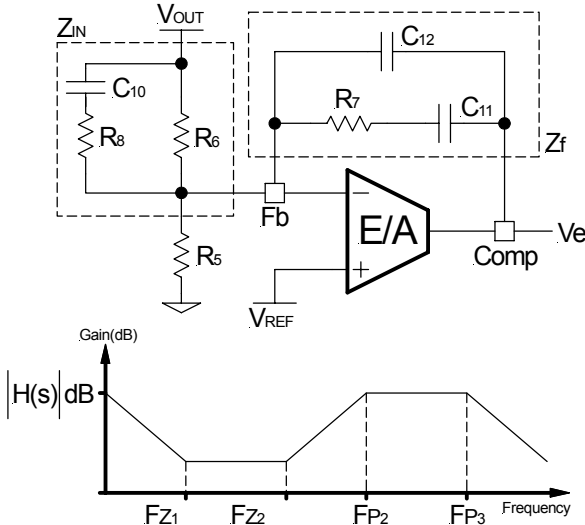 ZIN
VOUT
C12
C10
R7
C11
R8
R6
Zf
Fb
E/A
Ve
R5
Comp
VREF
Gain(dB)
|H(s)| dB
FZ1 FZ2 FP2 FP3 Frequency